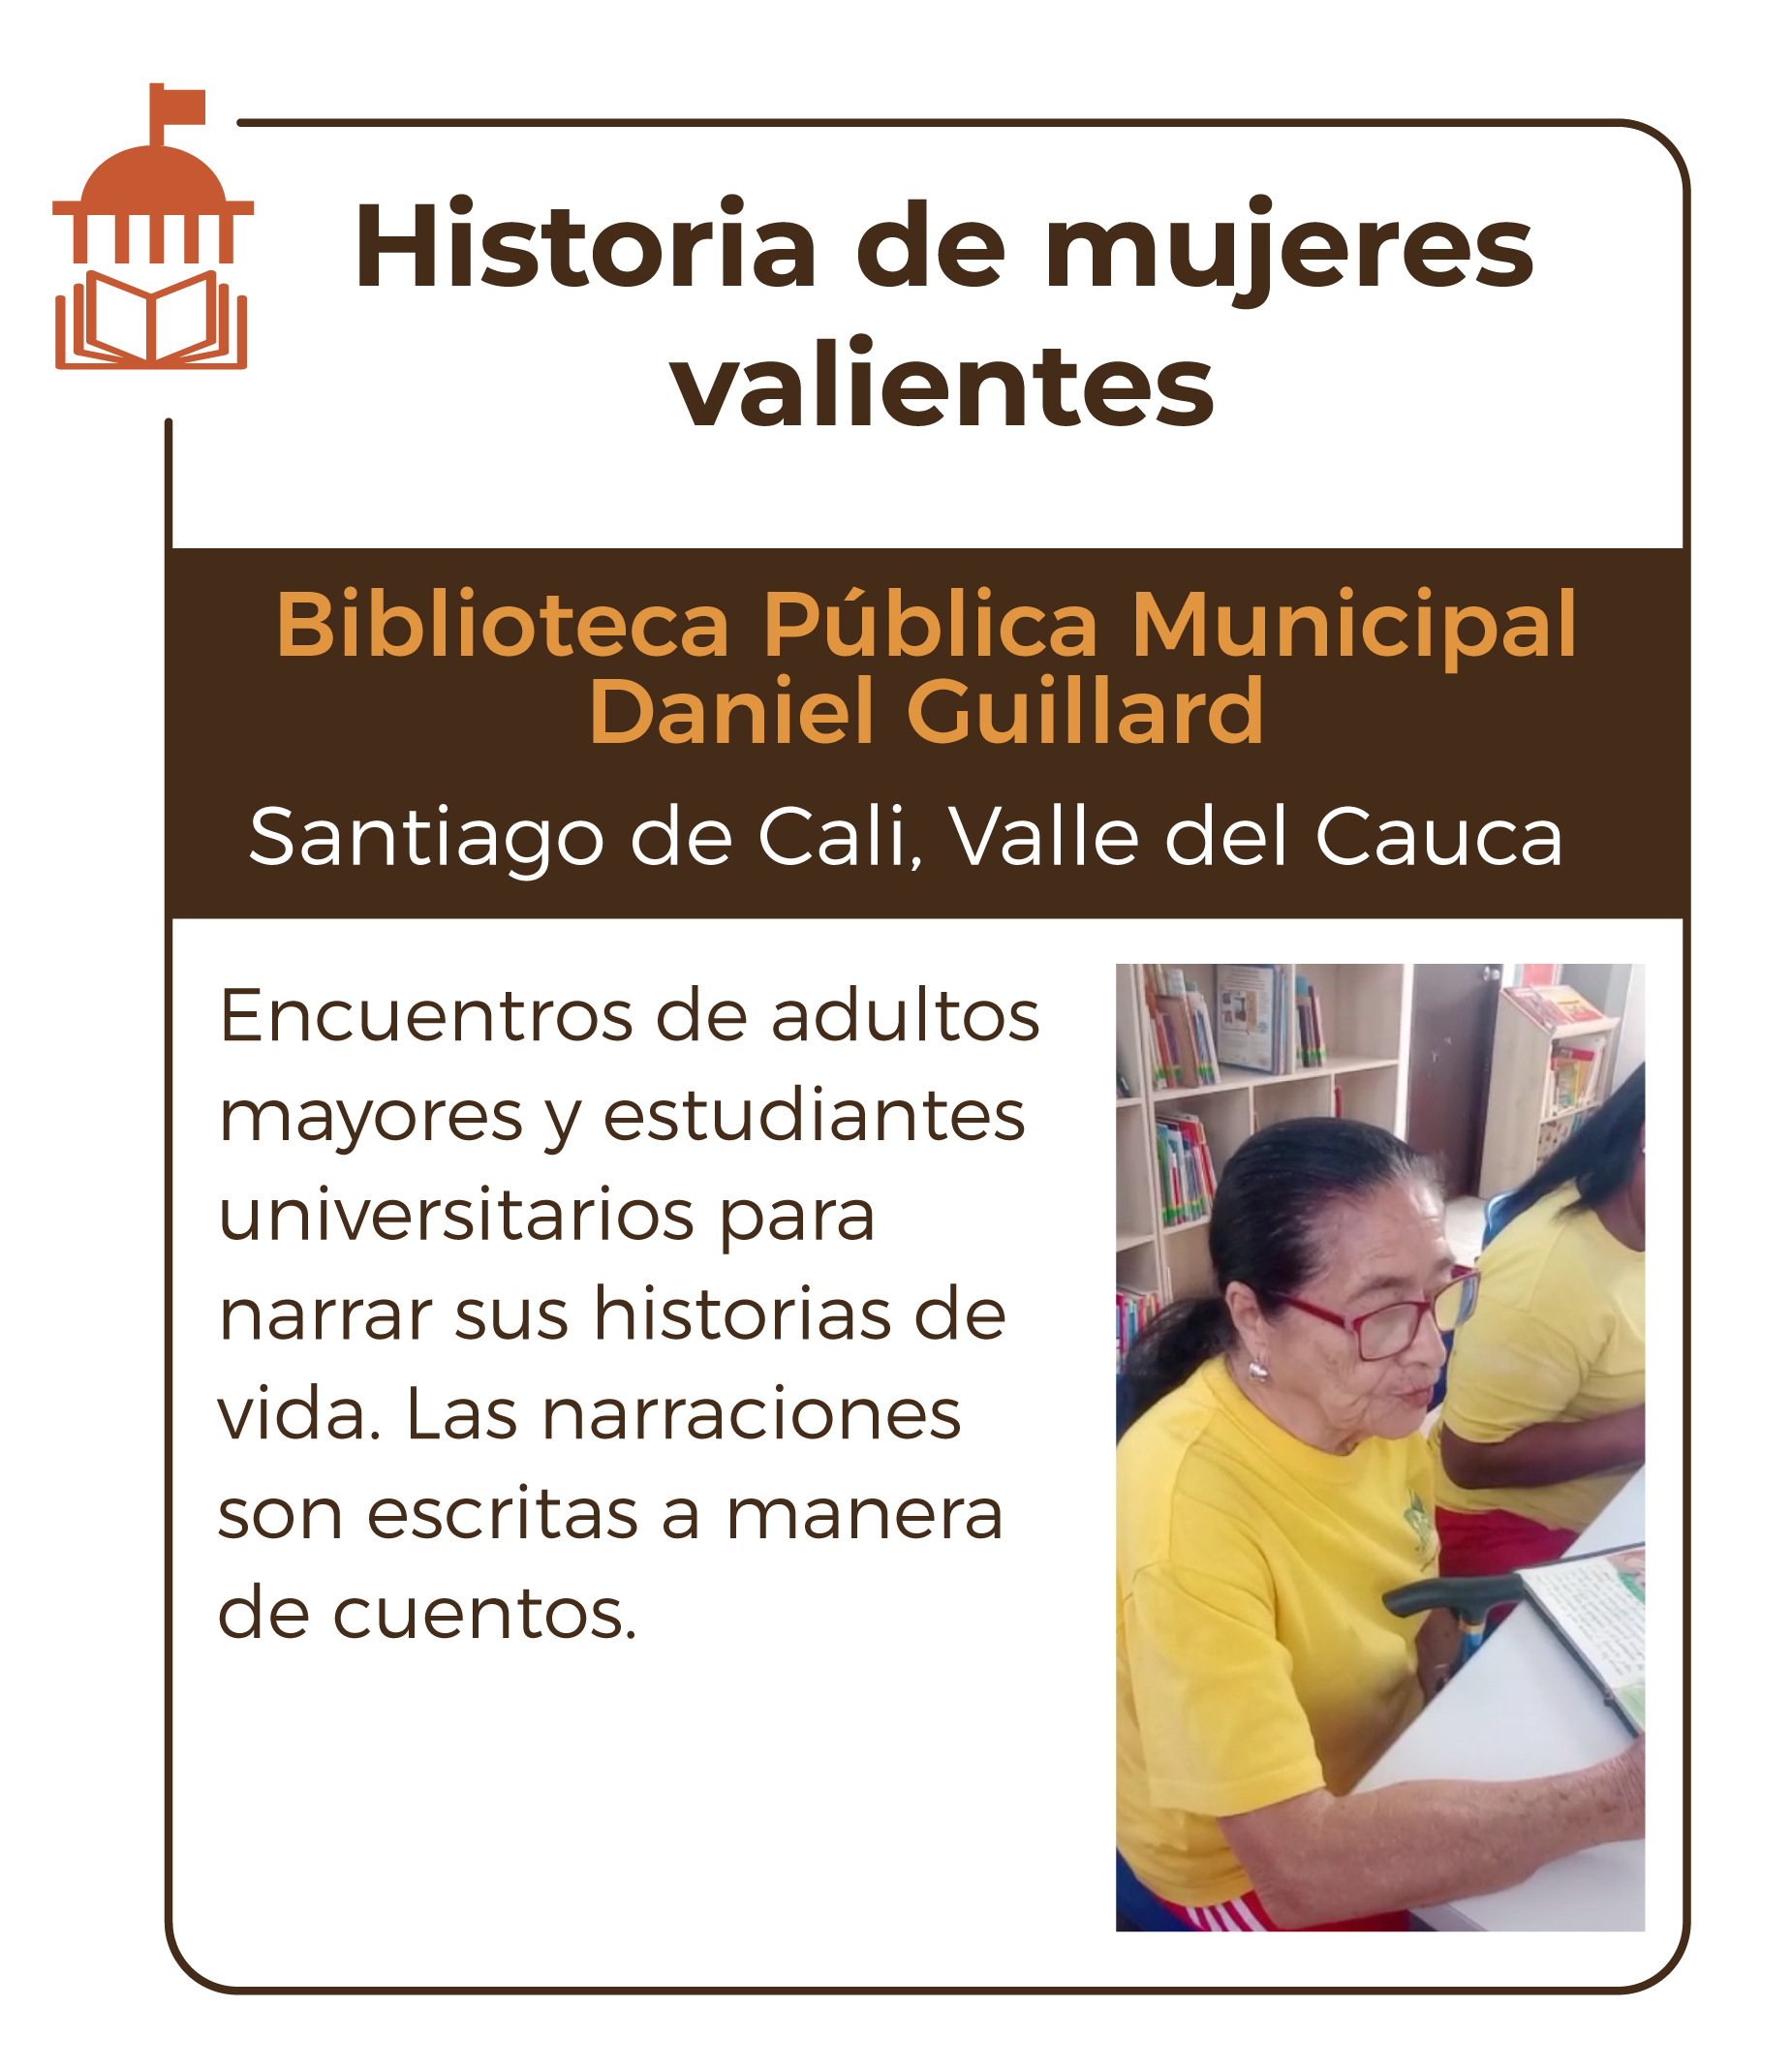 Historia de mujeres
valientes
Biblioteca Pública Municipal
Daniel Guillard
Santiago de Cali, Valle del Cauca
Encuentros de adultos
mayores y estudiantes
universitarios para
narrar sus historias de
vida. Las narraciones
son escritas a manera
de cuentos.